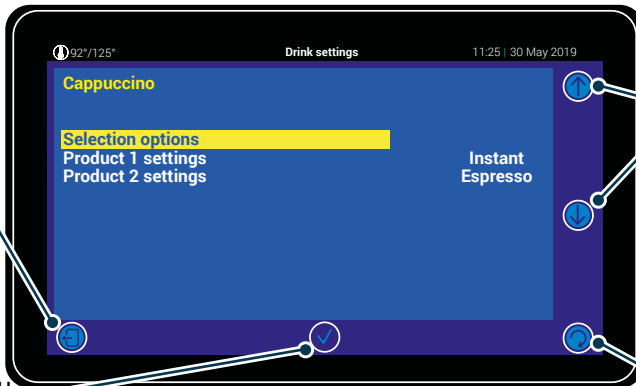 92°/125° Drink settings 11:25 | 30 May 2019
Cappuccino
Selection options
Product 1 settings Instant
Product 2 settings Espresso